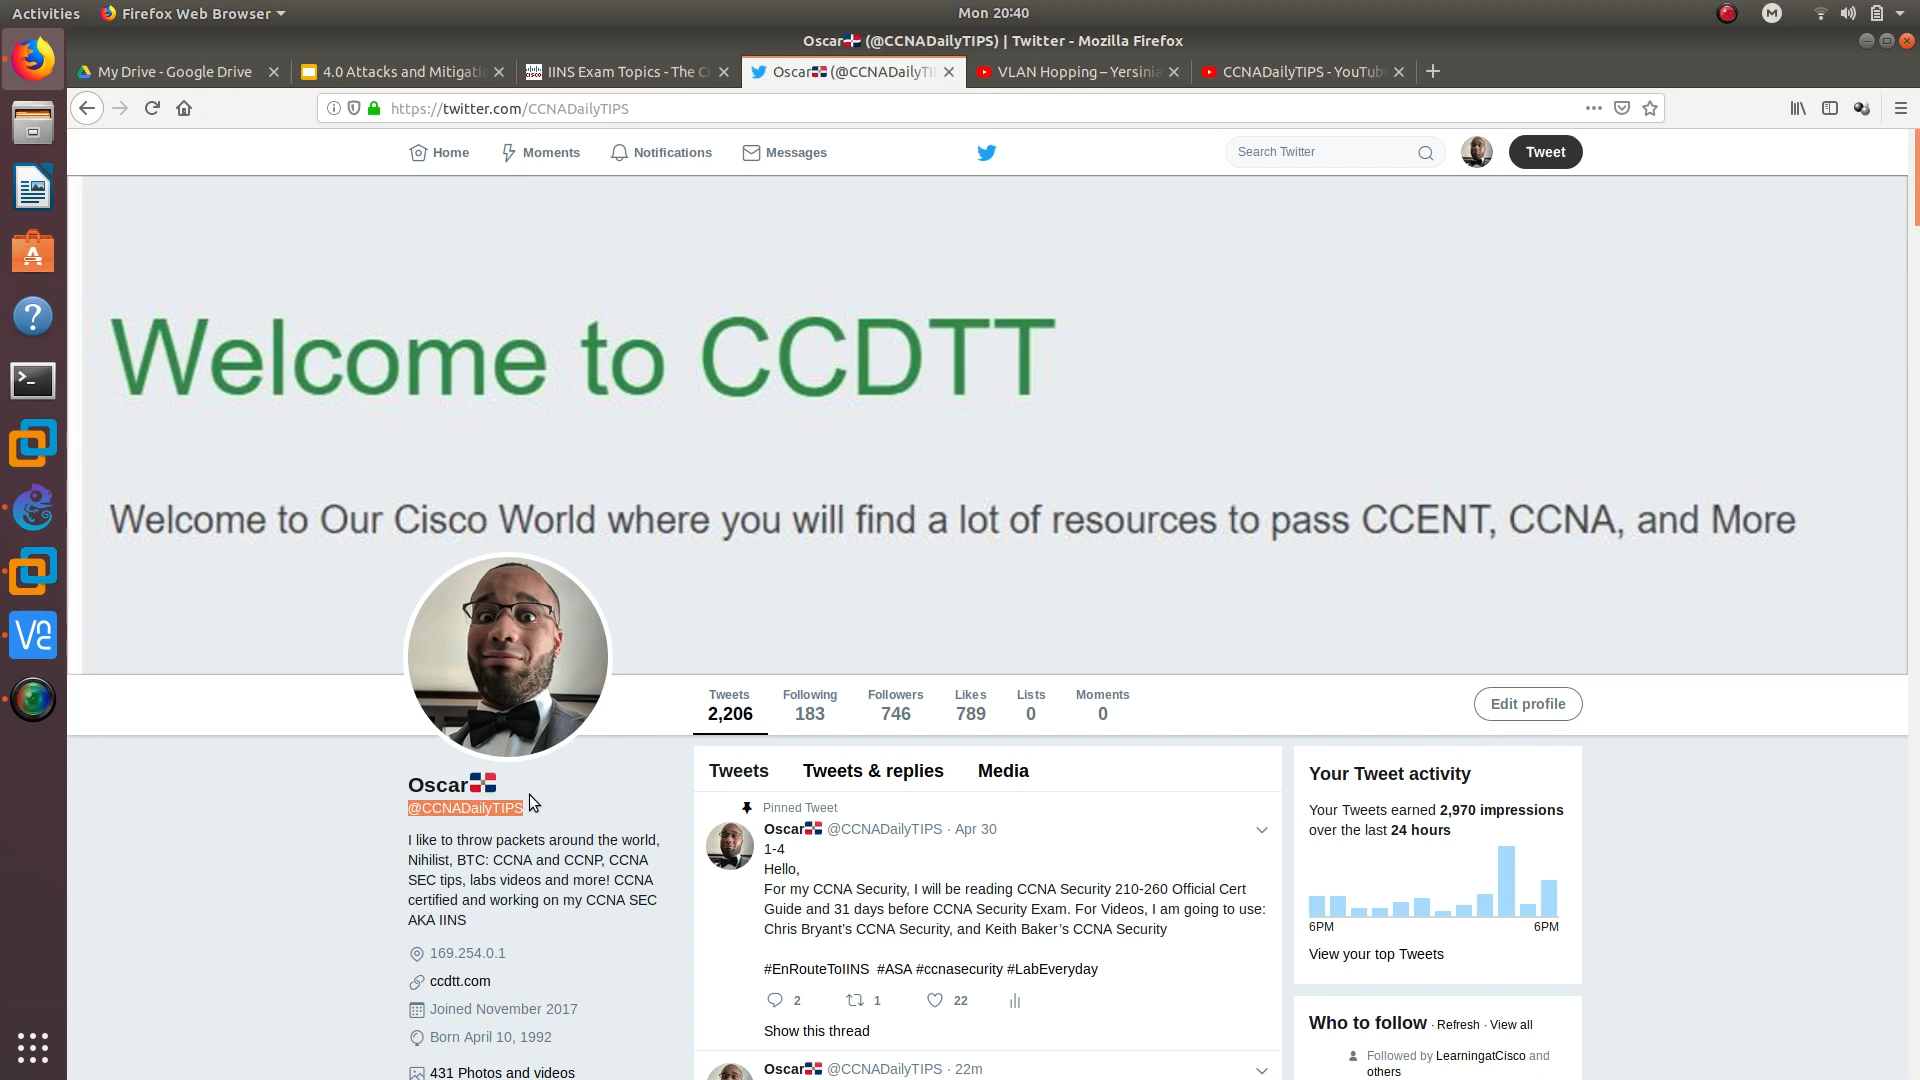 Activities Firefox Web Browser Mon 20:40
Oscar🇩🇴 (@CCNADailyTIPS) | Twitter - Mozilla Firefox
My Drive - Google Drive 4.0 Attacks and Mitigati IINS Exam Topics - The Ci Oscar🇩🇴 (@CCNADailyTI VLAN Hopping – Yersinia CCNADailyTIPS - YouTub
https://twitter.com/CCNADailyTIPS
Home Moments Notifications Messages Search Twitter Tweet
Welcome to CCDTT
Welcome to Our Cisco World where you will find a lot of resources to pass CCENT, CCNA, and More
Tweets Following Followers Likes Lists Moments
2,206 183 746 789 0 0
Edit profile
Oscar🇩🇴
@CCNADailyTIPS
I like to throw packets around the world,
Nihilist, BTC: CCNA and CCNP, CCNA
SEC tips, labs videos and more! CCNA
certified and working on my CCNA SEC
AKA IINS
169.254.0.1
ccdtt.com
Joined November 2017
Born April 10, 1992
431 Photos and videos
Tweets Tweets & replies Media
Pinned Tweet
Oscar🇩🇴 @CCNADailyTIPS · Apr 30
1-4
Hello,
For my CCNA Security, I will be reading CCNA Security 210-260 Official Cert
Guide and 31 days before CCNA Security Exam. For Videos, I am going to use:
Chris Bryant’s CCNA Security, and Keith Baker’s CCNA Security
#EnRouteToIINS #ASA #ccnasecurity #LabEveryday
2 1 22
Show this thread
Oscar🇩🇴 @CCNADailyTIPS · 22m
Your Tweet activity
Your Tweets earned 2,970 impressions
over the last 24 hours
6PM 6PM
View your top Tweets
Who to follow · Refresh · View all
Followed by LearningatCisco and
others